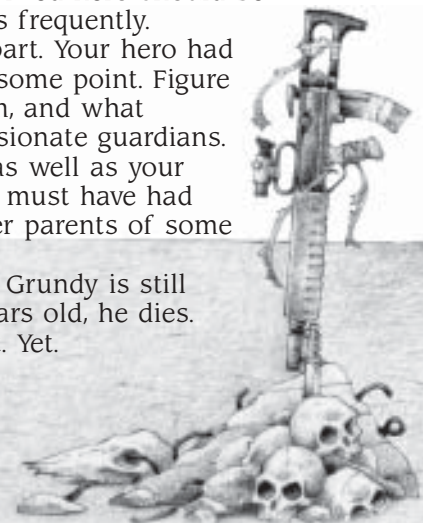 s frequently.
part. Your hero had
some point. Figure
n, and what
sionate guardians.
as well as your
must have had
er parents of some
Grundy is still
ars old, he dies.
. Yet.